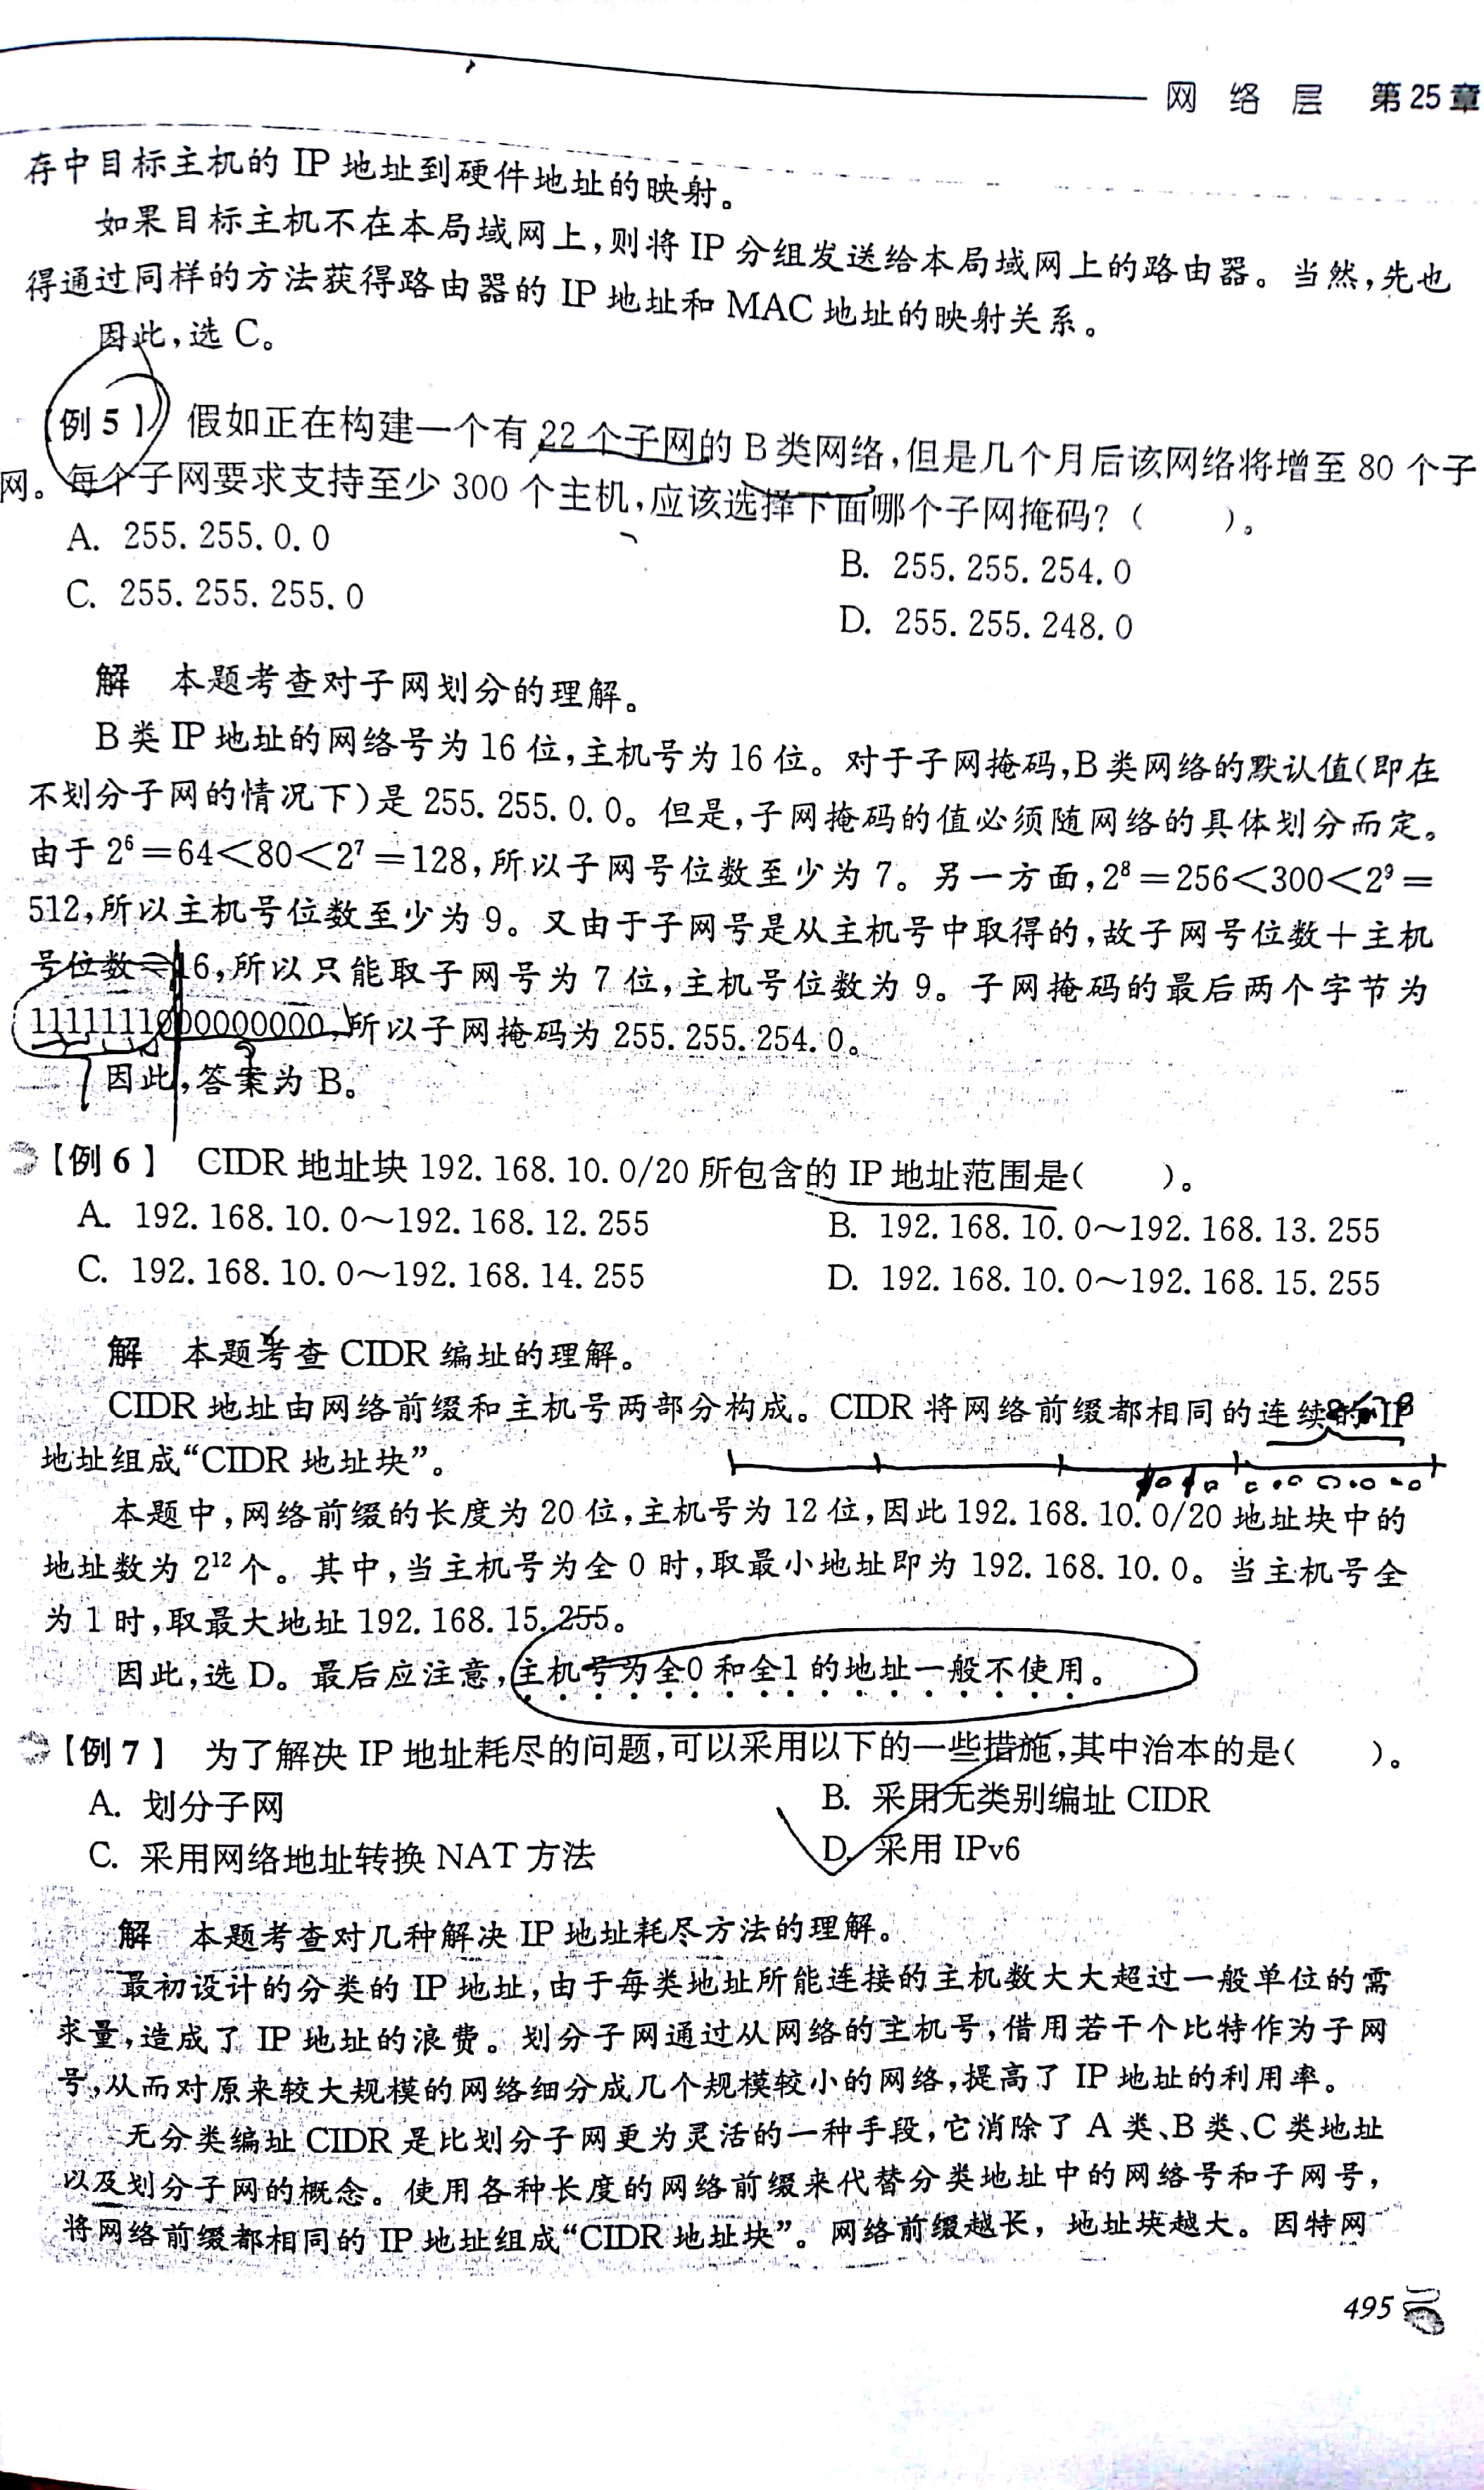 网 络 层 第25章
存中目标主机的 IP 地址到硬件地址的映射。
如果目标主机不在本局域网上,则将 IP 分组发送给本局域网上的路由器。当然,先也
得通过同样的方法获得路由器的 IP 地址和 MAC 地址的映射关系。
因此,选 C。
【例 5】 假如正在构建一个有 22 个子网的 B 类网络,但是几个月后该网络将增至 80 个子
网。每个子网要求支持至少 300 个主机,应该选择下面哪个子网掩码?( )。
A. 255.255.0.0
B. 255.255.254.0
C. 255.255.255.0
D. 255.255.248.0
解 本题考查对子网划分的理解。
B 类 IP 地址的网络号为 16 位,主机号为 16 位。对于子网掩码,B 类网络的默认值(即在
不划分子网的情况下)是 255.255.0.0。但是,子网掩码的值必须随网络的具体划分而定。
由于 2⁶=64<80<2⁷=128,所以子网号位数至少为 7。另一方面,2⁸=256<300<2⁹=
512,所以主机号位数至少为 9。又由于子网号是从主机号中取得的,故子网号位数+主机
号位数=16,所以只能取子网号为 7 位,主机号位数为 9。子网掩码的最后两个字节为
1111111000000000,所以子网掩码为 255.255.254.0。
7 9
因此,答案为 B。
【例 6】 CIDR 地址块 192.168.10.0/20 所包含的 IP 地址范围是( )。
A. 192.168.10.0~192.168.12.255
B. 192.168.10.0~192.168.13.255
C. 192.168.10.0~192.168.14.255
D. 192.168.10.0~192.168.15.255
解 本题考查 CIDR 编址的理解。
CIDR 地址由网络前缀和主机号两部分构成。CIDR 将网络前缀都相同的连续的 IP
地址组成“CIDR 地址块”。
本题中,网络前缀的长度为 20 位,主机号为 12 位,因此 192.168.10.0/20 地址块中的
地址数为 2¹² 个。其中,当主机号为全 0 时,取最小地址即为 192.168.10.0。当主机号全
为 1 时,取最大地址 192.168.15.255。
因此,选 D。最后应注意,主机号为全0 和全1 的地址一般不使用。
【例 7】 为了解决 IP 地址耗尽的问题,可以采用以下的一些措施,其中治本的是( )。
A. 划分子网
B. 采用无类别编址 CIDR
C. 采用网络地址转换 NAT 方法
D. 采用 IPv6
解 本题考查对几种解决 IP 地址耗尽方法的理解。
最初设计的分类的 IP 地址,由于每类地址所能连接的主机数大大超过一般单位的需
求量,造成了 IP 地址的浪费。划分子网通过从网络的主机号,借用若干个比特作为子网
号,从而对原来较大规模的网络细分成几个规模较小的网络,提高了 IP 地址的利用率。
无分类编址 CIDR 是比划分子网更为灵活的一种手段,它消除了 A 类、B 类、C 类地址
以及划分子网的概念。使用各种长度的网络前缀来代替分类地址中的网络号和子网号,
将网络前缀都相同的 IP 地址组成“CIDR 地址块”。网络前缀越长,地址块越大。因特网
495